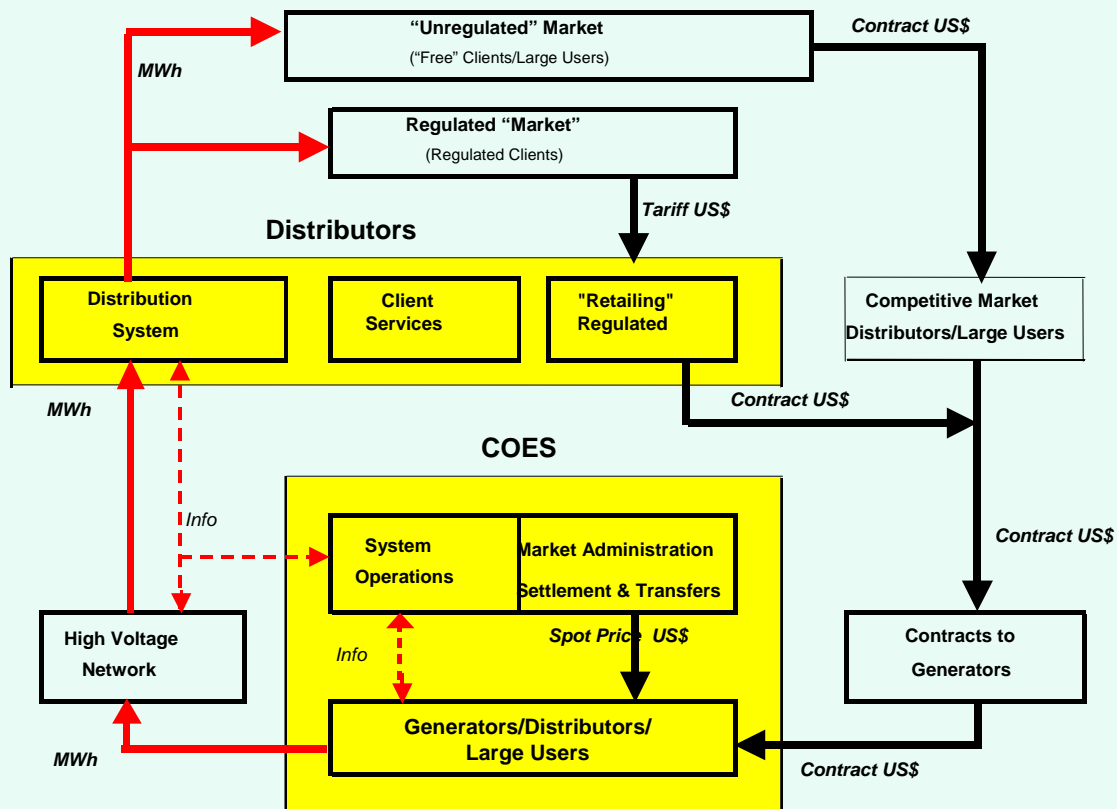 “Unregulated” Market
(“Free” Clients/Large Users)
Contract US$
MWh
Regulated “Market”
(Regulated Clients)
Tariff US$
Distributors
Distribution
System
Client
Services
"Retailing"
Regulated
Competitive Market
Distributors/Large Users
MWh
Contract US$
COES
Info
System
Operations
Market Administration
Settlement & Transfers
Contract US$
High Voltage
Network
Info
Spot Price US$
Contracts to
Generators
Generators/Distributors/
Large Users
MWh
Contract US$